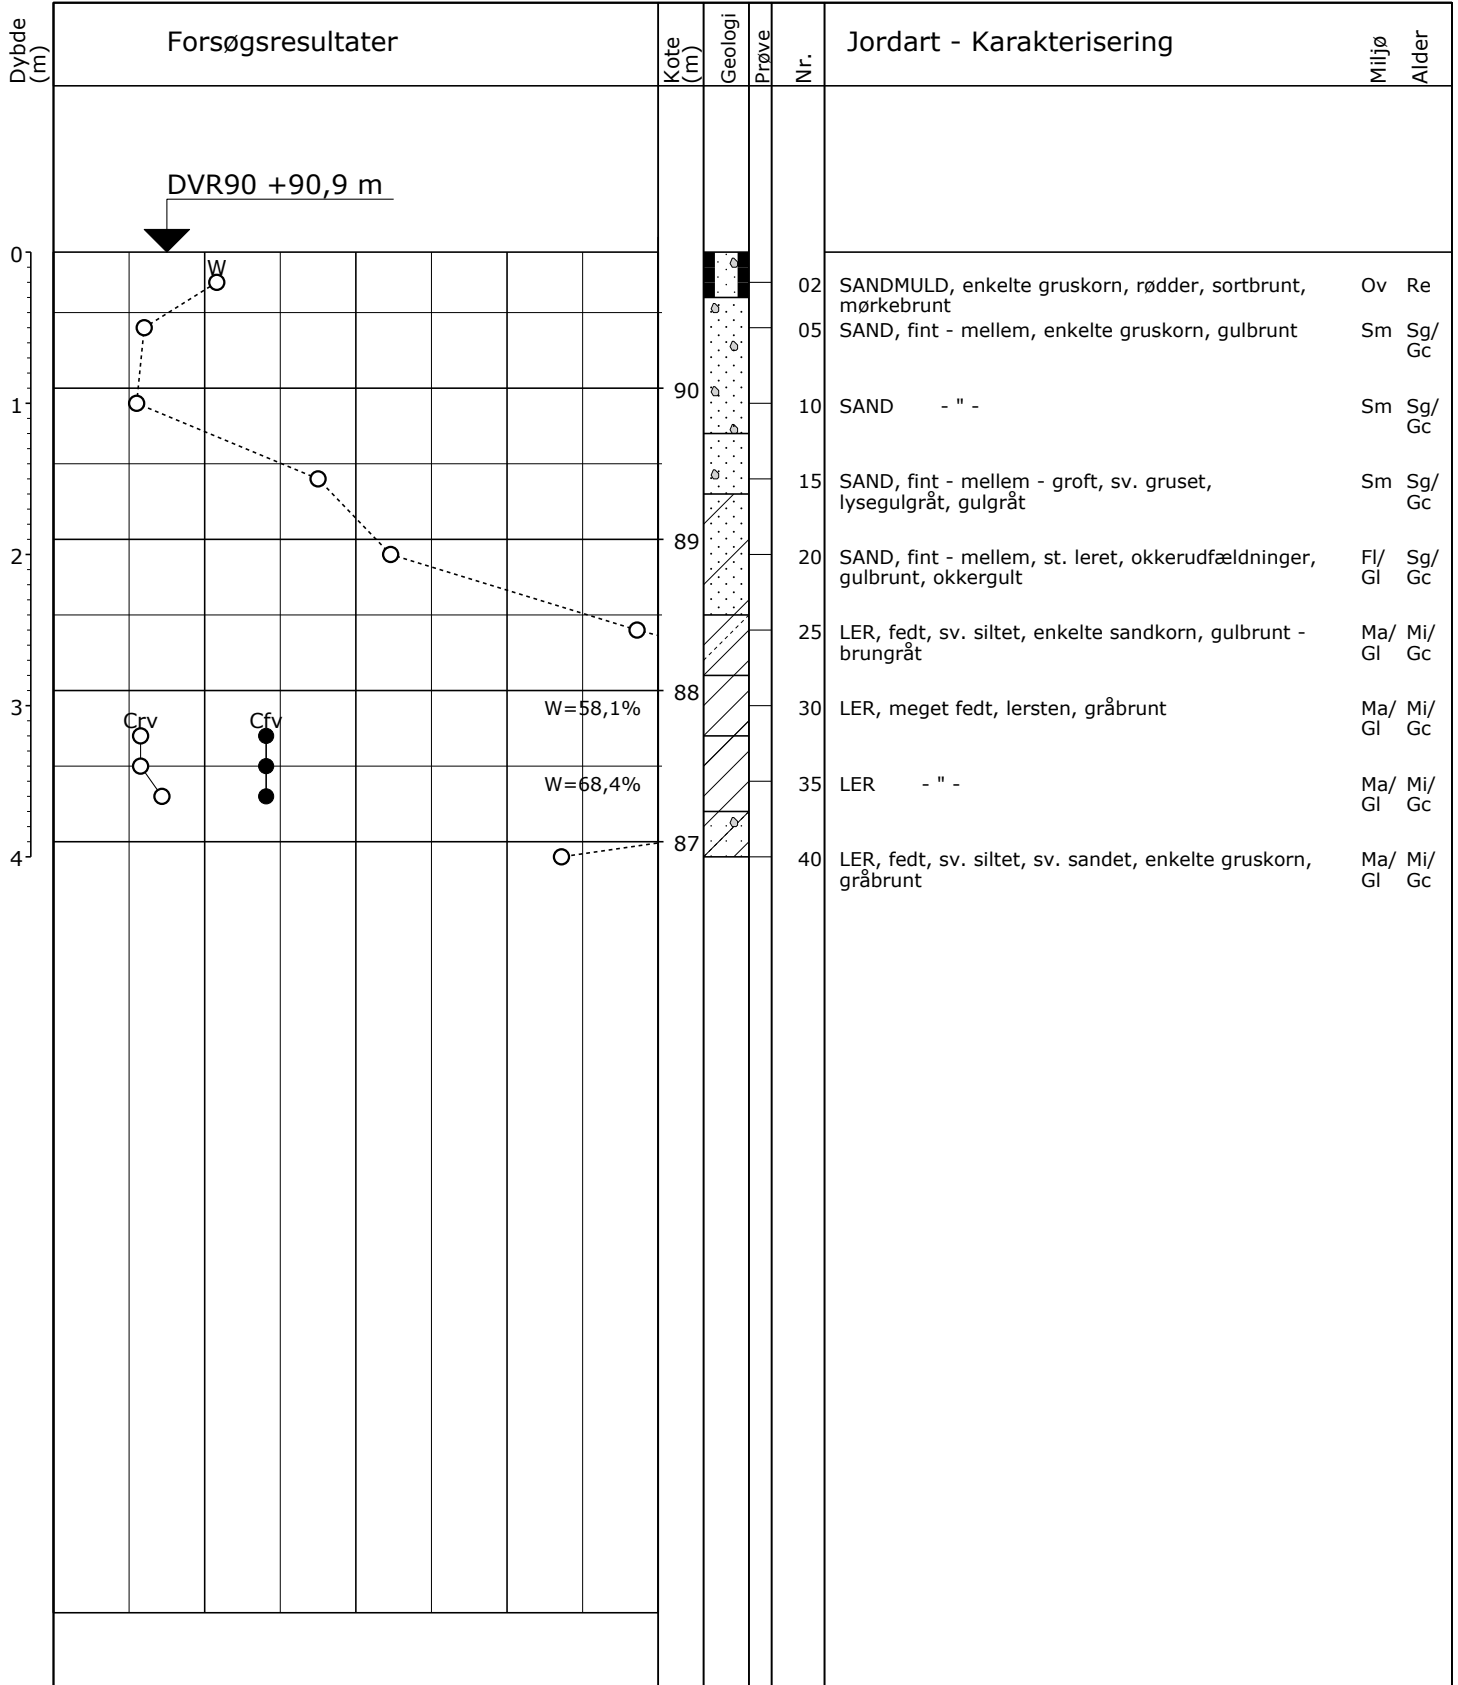 Dybde (m)
Forsøgsresultater
Kote (m)
Geologi
Prøve
Nr.
Jordart - Karakterisering
Miljø
Alder
DVR90 +90,9 m
0
W
02 SANDMULD, enkelte gruskorn, rødder, sortbrunt, Ov Re
mørkebrunt
05 SAND, fint - mellem, enkelte gruskorn, gulbrunt Sm Sg/
Gc
90
1
10 SAND - " - Sm Sg/
Gc
15 SAND, fint - mellem - groft, sv. gruset, Sm Sg/
lysegulgråt, gulgråt Gc
89
2
20 SAND, fint - mellem, st. leret, okkerudfældninger, Fl/ Sg/
gulbrunt, okkergult Gl Gc
25 LER, fedt, sv. siltet, enkelte sandkorn, gulbrunt - Ma/ Mi/
brungråt Gl Gc
88
3
W=58,1%
30 LER, meget fedt, lersten, gråbrunt Ma/ Mi/
Gl Gc
Crv Cfv
W=68,4%
35 LER - " - Ma/ Mi/
Gl Gc
87
4
40 LER, fedt, sv. siltet, sv. sandet, enkelte gruskorn, Ma/ Mi/
gråbrunt Gl Gc